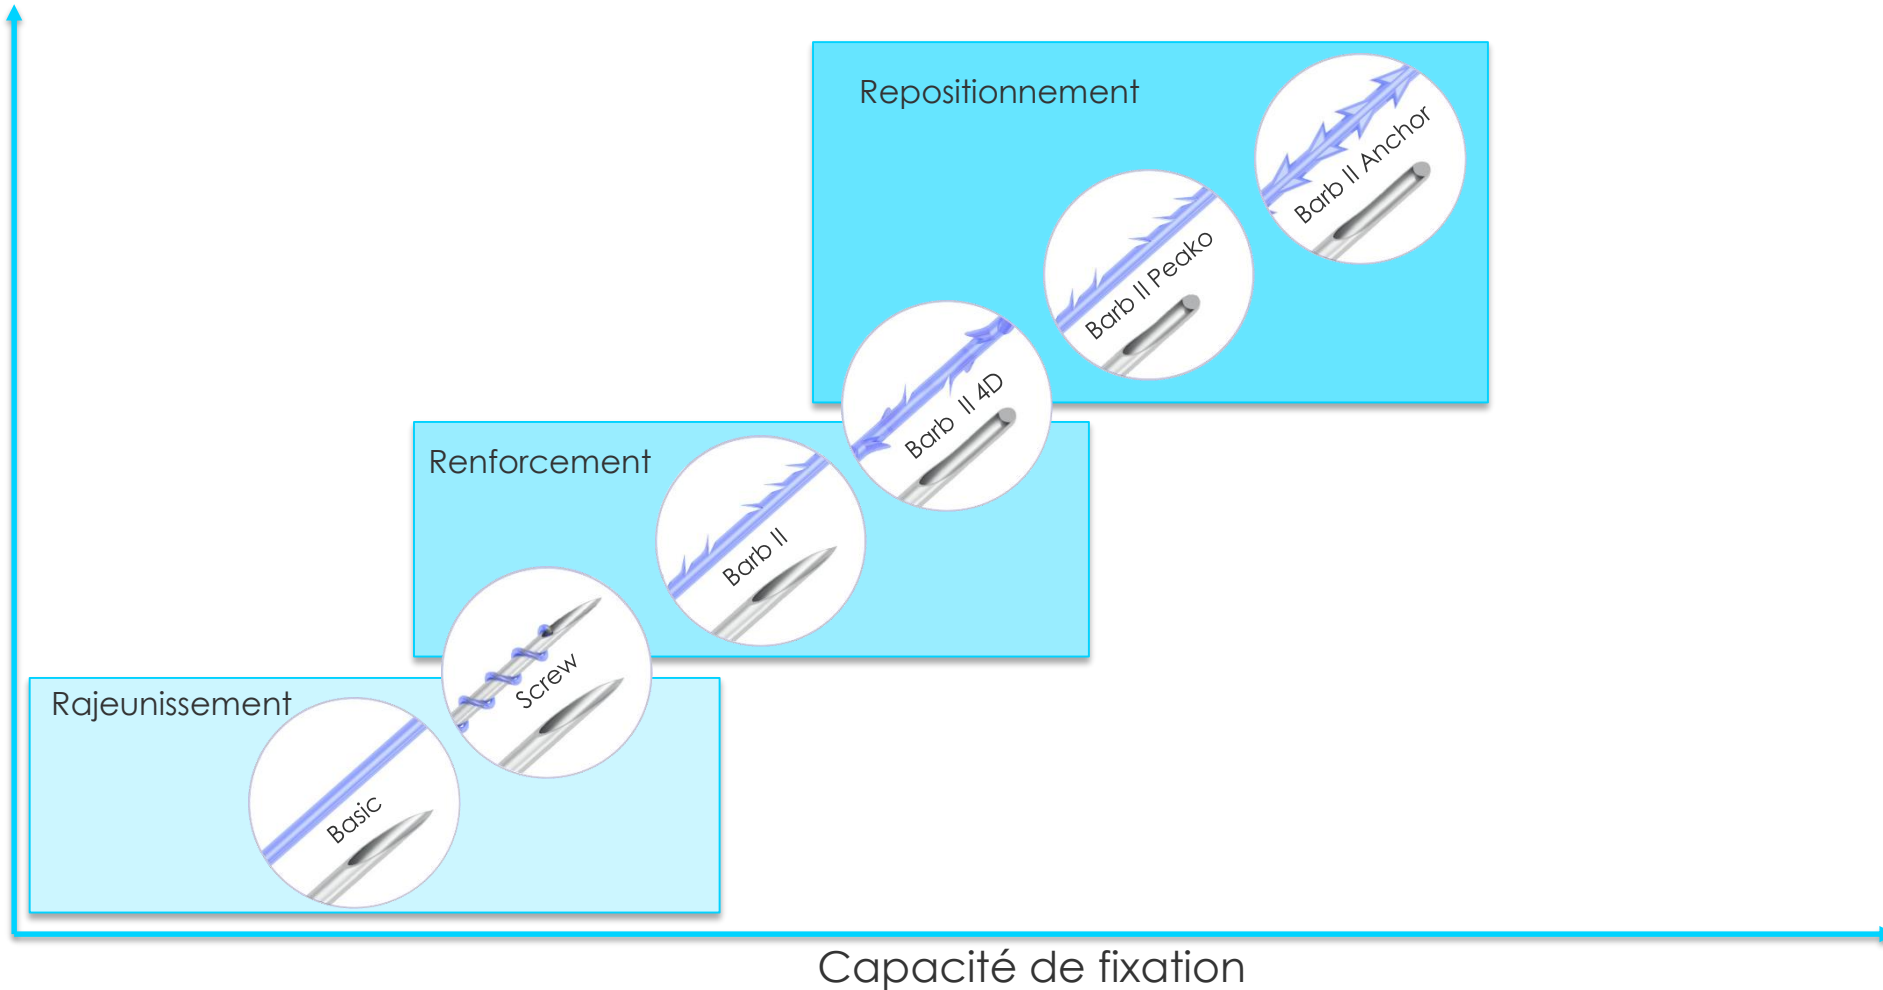 Repositionnement
Barb II Anchor
Barb II Peako
Barb II 4D
Renforcement
Barb II
Screw
Rajeunissement
Basic
Capacité de fixation